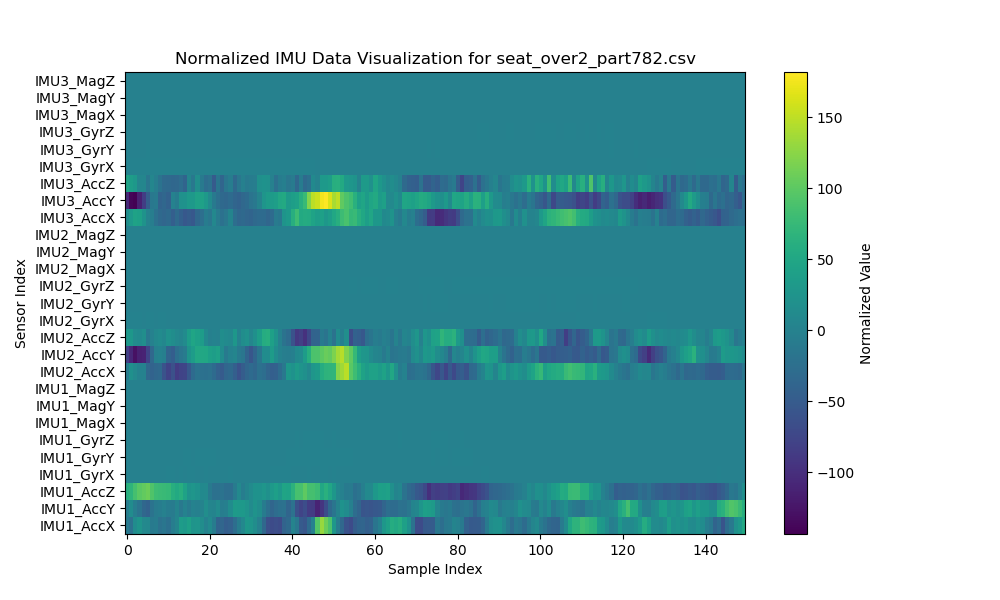 Normalized IMU Data Visualization for seat_over2_part782.csv
IMU3_MagZ
IMU3_MagY
IMU3_MagX
IMU3_GyrZ
IMU3_GyrY
IMU3_GyrX
IMU3_AccZ
IMU3_AccY
IMU3_AccX
IMU2_MagZ
IMU2_MagY
IMU2_MagX
IMU2_GyrZ
IMU2_GyrY
IMU2_GyrX
IMU2_AccZ
IMU2_AccY
IMU2_AccX
IMU1_MagZ
IMU1_MagY
IMU1_MagX
IMU1_GyrZ
IMU1_GyrY
IMU1_GyrX
IMU1_AccZ
IMU1_AccY
IMU1_AccX
Sensor Index
0 20 40 60 80 100 120 140
Sample Index
150
100
50
0
−50
−100
Normalized Value